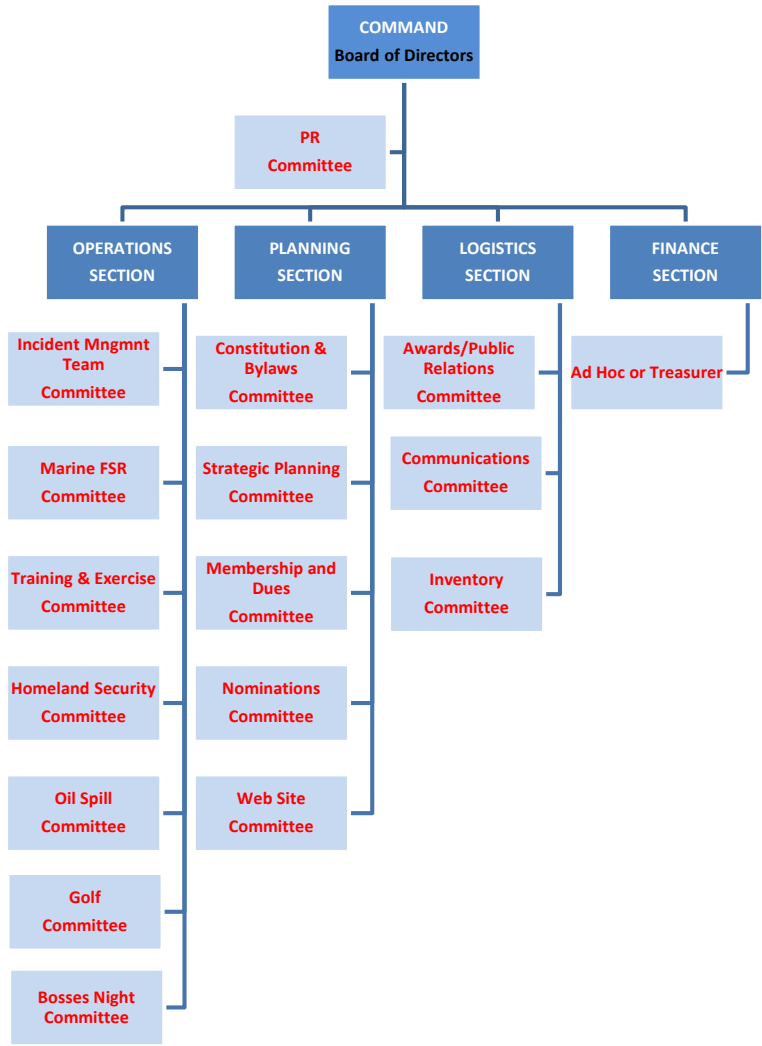 COMMAND
Board of Directors
PR
Committee
OPERATIONS
SECTION
PLANNING
SECTION
LOGISTICS
SECTION
FINANCE
SECTION
Incident Mngmnt
Team
Committee
Marine FSR
Committee
Training & Exercise
Committee
Homeland Security
Committee
Oil Spill
Committee
Golf
Committee
Bosses Night
Committee
Constitution &
Bylaws
Committee
Strategic Planning
Committee
Membership and
Dues
Committee
Nominations
Committee
Web Site
Committee
Awards/Public
Relations
Committee
Communications
Committee
Inventory
Committee
Ad Hoc or Treasurer